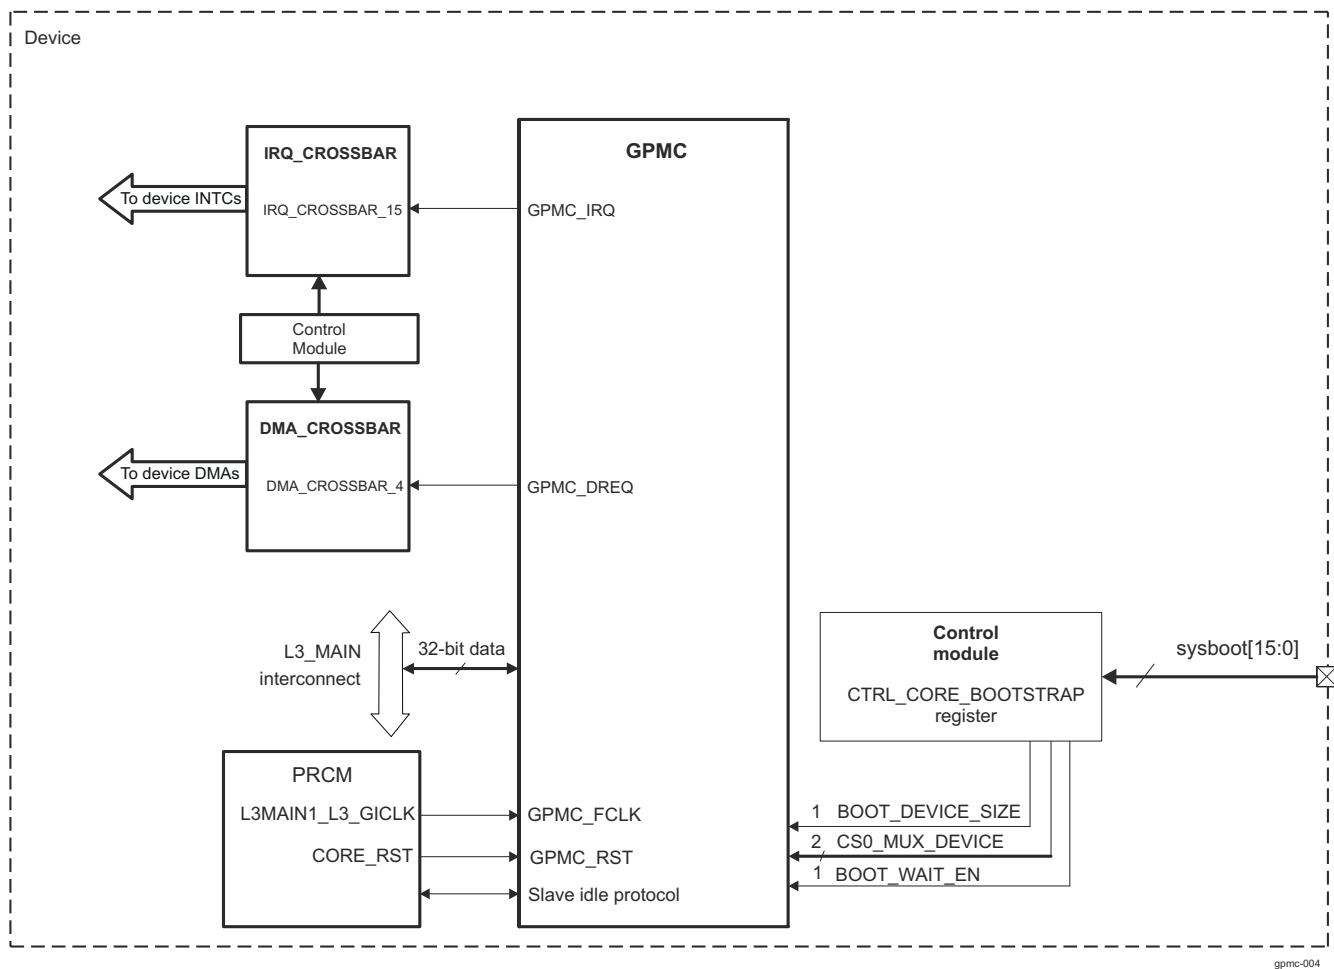 Device
IRQ_CROSSBAR
GPMC
To device INTCs
IRQ_CROSSBAR_15
GPMC_IRQ
Control
Module
DMA_CROSSBAR
To device DMAs
DMA_CROSSBAR_4
GPMC_DREQ
L3_MAIN
interconnect
32-bit data
Control
module
CTRL_CORE_BOOTSTRAP
register
sysboot[15:0]
PRCM
L3MAIN1_L3_GICLK
GPMC_FCLK
CORE_RST
GPMC_RST
Slave idle protocol
1 BOOT_DEVICE_SIZE
2 CS0_MUX_DEVICE
1 BOOT_WAIT_EN
gpmc-004